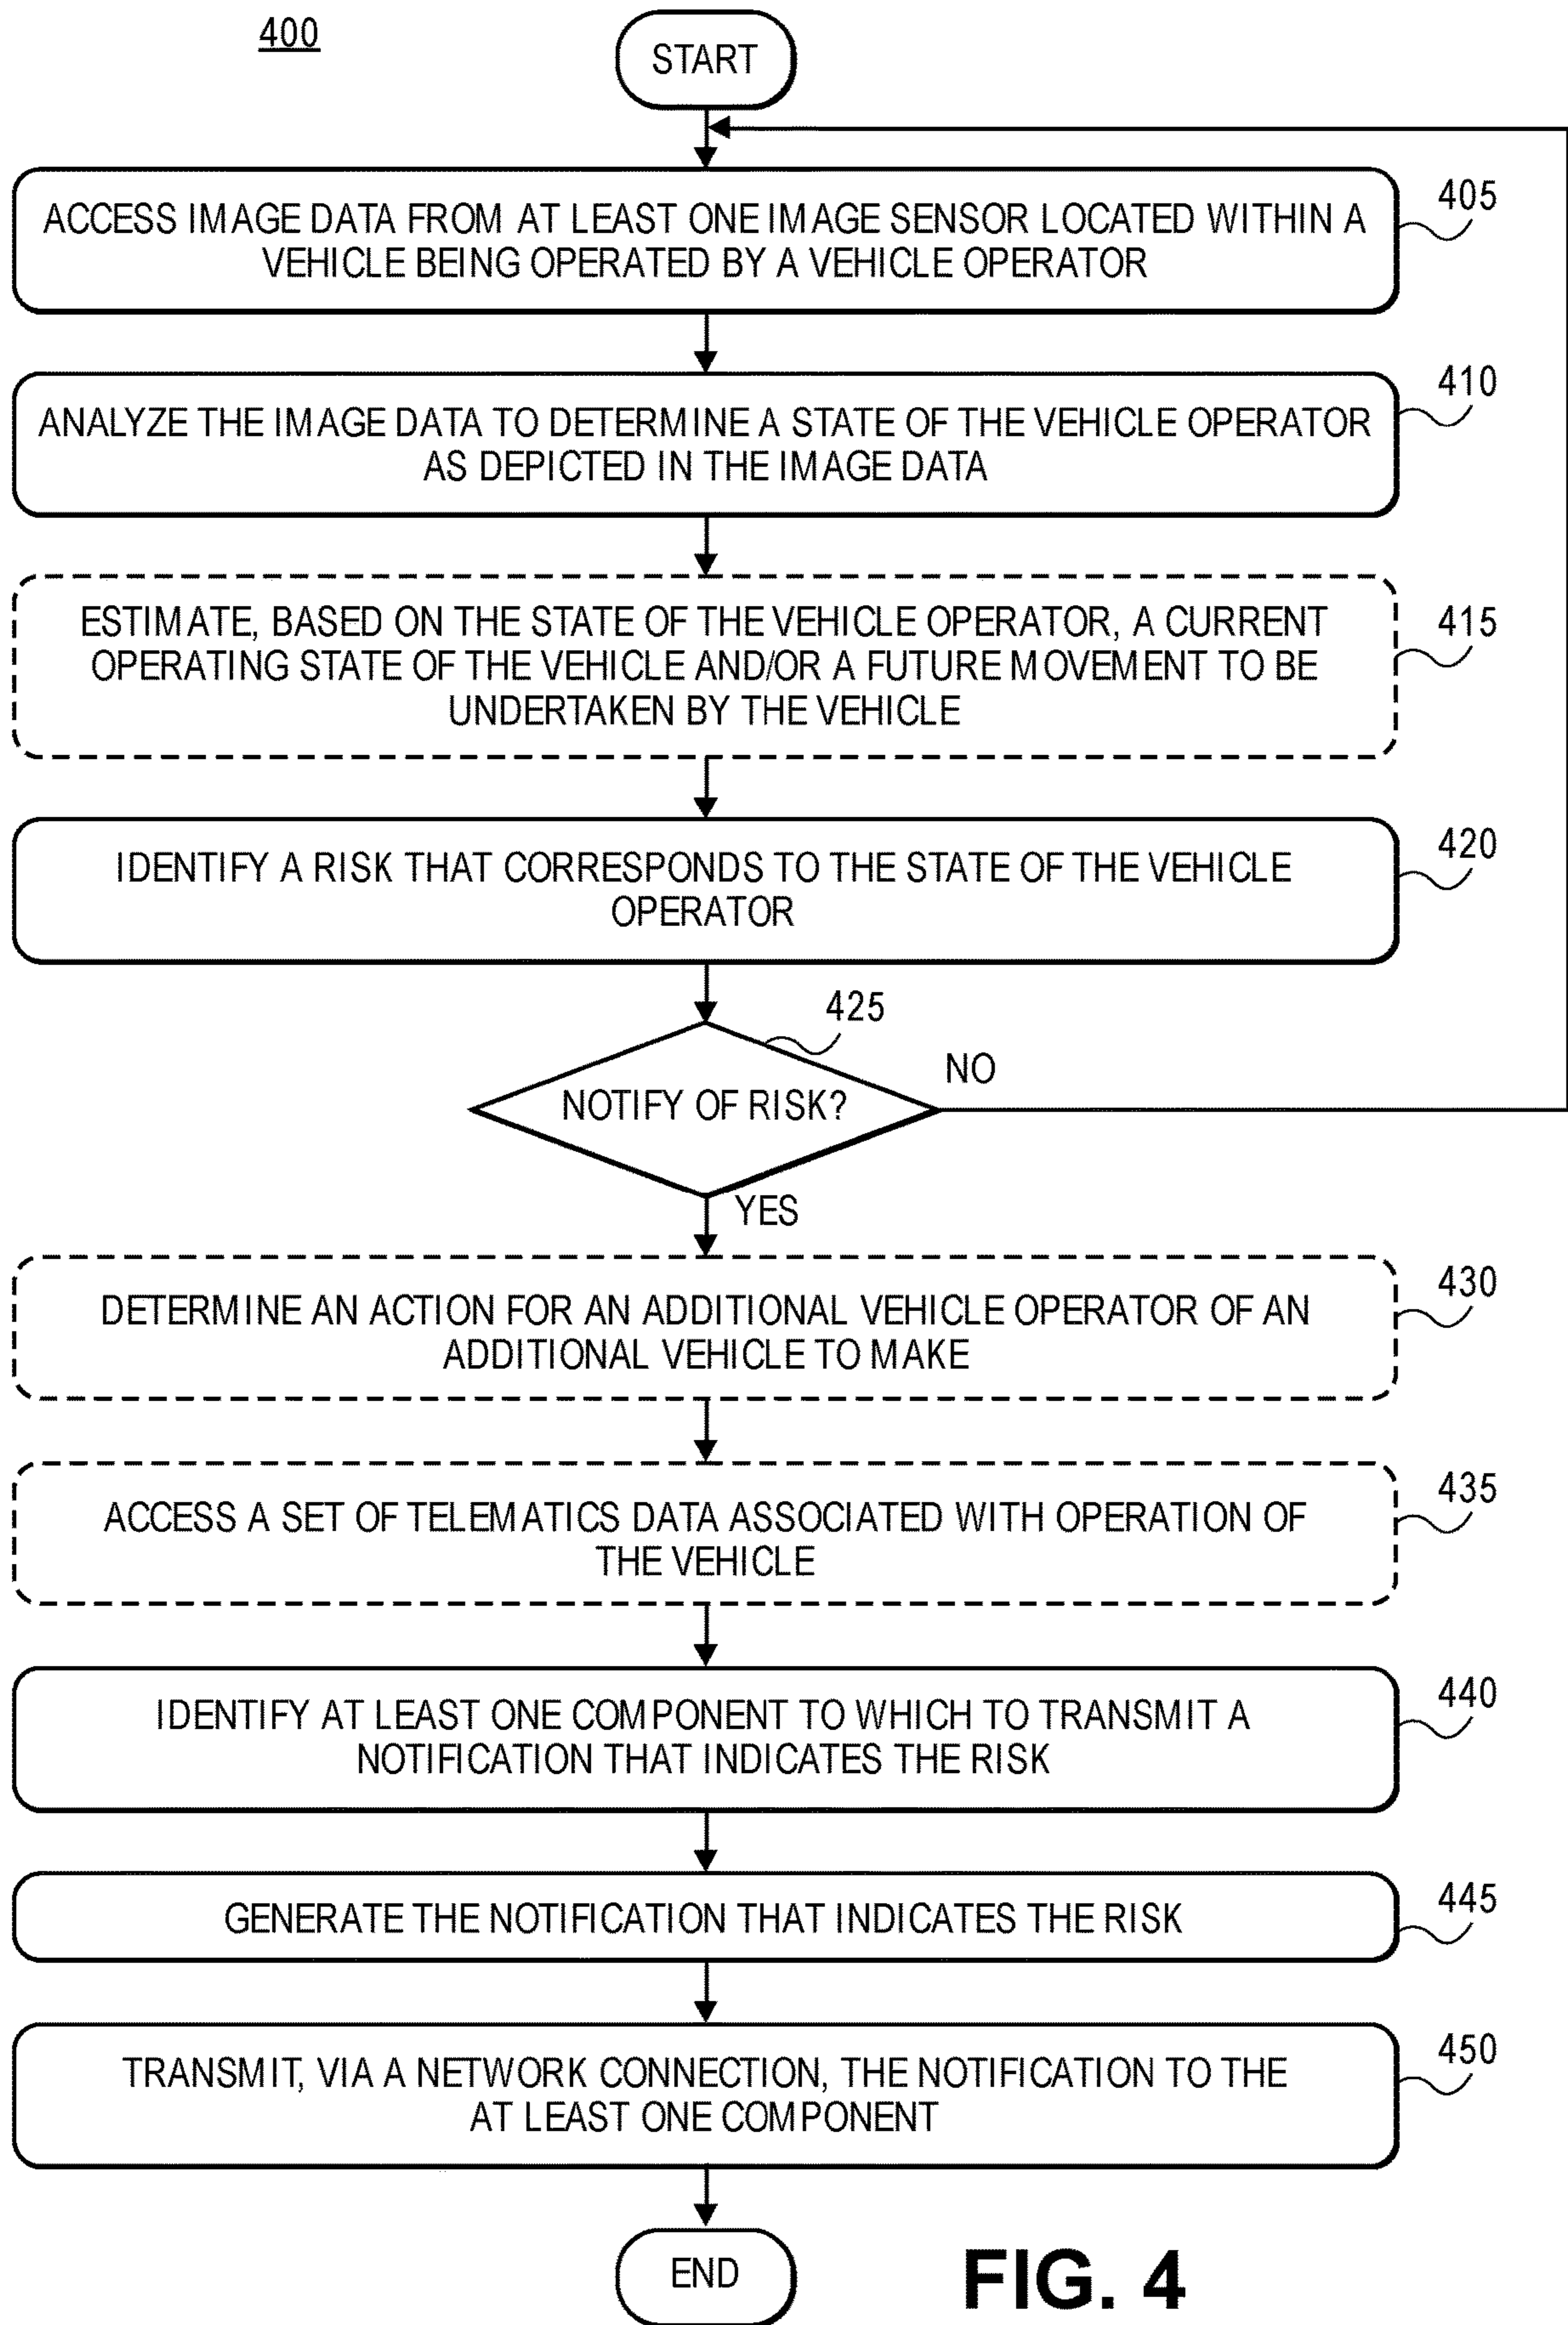 400
START
ACCESS IMAGE DATA FROM AT LEAST ONE IMAGE SENSOR LOCATED WITHIN A
VEHICLE BEING OPERATED BY A VEHICLE OPERATOR
405
ANALYZE THE IMAGE DATA TO DETERMINE A STATE OF THE VEHICLE OPERATOR
AS DEPICTED IN THE IMAGE DATA
410
ESTIMATE, BASED ON THE STATE OF THE VEHICLE OPERATOR, A CURRENT
OPERATING STATE OF THE VEHICLE AND/OR A FUTURE MOVEMENT TO BE
UNDERTAKEN BY THE VEHICLE
415
IDENTIFY A RISK THAT CORRESPONDS TO THE STATE OF THE VEHICLE
OPERATOR
420
425
NOTIFY OF RISK?
NO
YES
DETERMINE AN ACTION FOR AN ADDITIONAL VEHICLE OPERATOR OF AN
ADDITIONAL VEHICLE TO MAKE
430
ACCESS A SET OF TELEMATICS DATA ASSOCIATED WITH OPERATION OF
THE VEHICLE
435
IDENTIFY AT LEAST ONE COMPONENT TO WHICH TO TRANSMIT A
NOTIFICATION THAT INDICATES THE RISK
440
GENERATE THE NOTIFICATION THAT INDICATES THE RISK
445
TRANSMIT, VIA A NETWORK CONNECTION, THE NOTIFICATION TO THE
AT LEAST ONE COMPONENT
450
END
FIG. 4